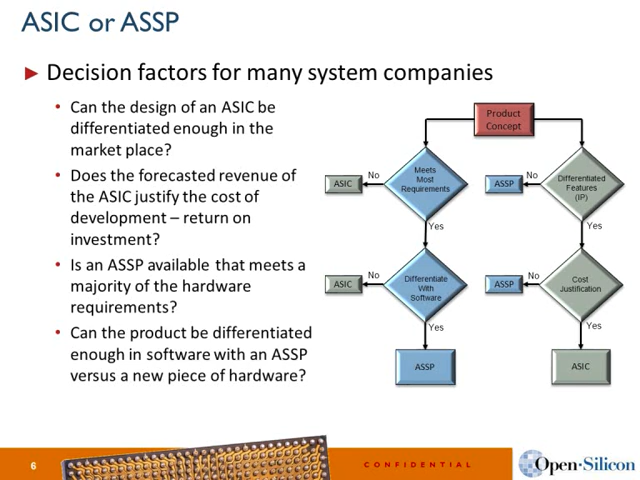 ASIC or ASSP
► Decision factors for many system companies
• Can the design of an ASIC be
differentiated enough in the
market place?
• Does the forecasted revenue of
the ASIC justify the cost of
development – return on
investment?
• Is an ASSP available that meets a
majority of the hardware
requirements?
• Can the product be differentiated
enough in software with an ASSP
versus a new piece of hardware?
Product
Concept
Meets
Most
Requirements
No
ASIC
Yes
Differentiate
With
Software
No
ASIC
Yes
ASSP
Differentiated
Features
(IP)
No
ASSP
Yes
Cost
Justification
No
ASSP
Yes
ASIC
6
CONFIDENTIAL
Open-Silicon